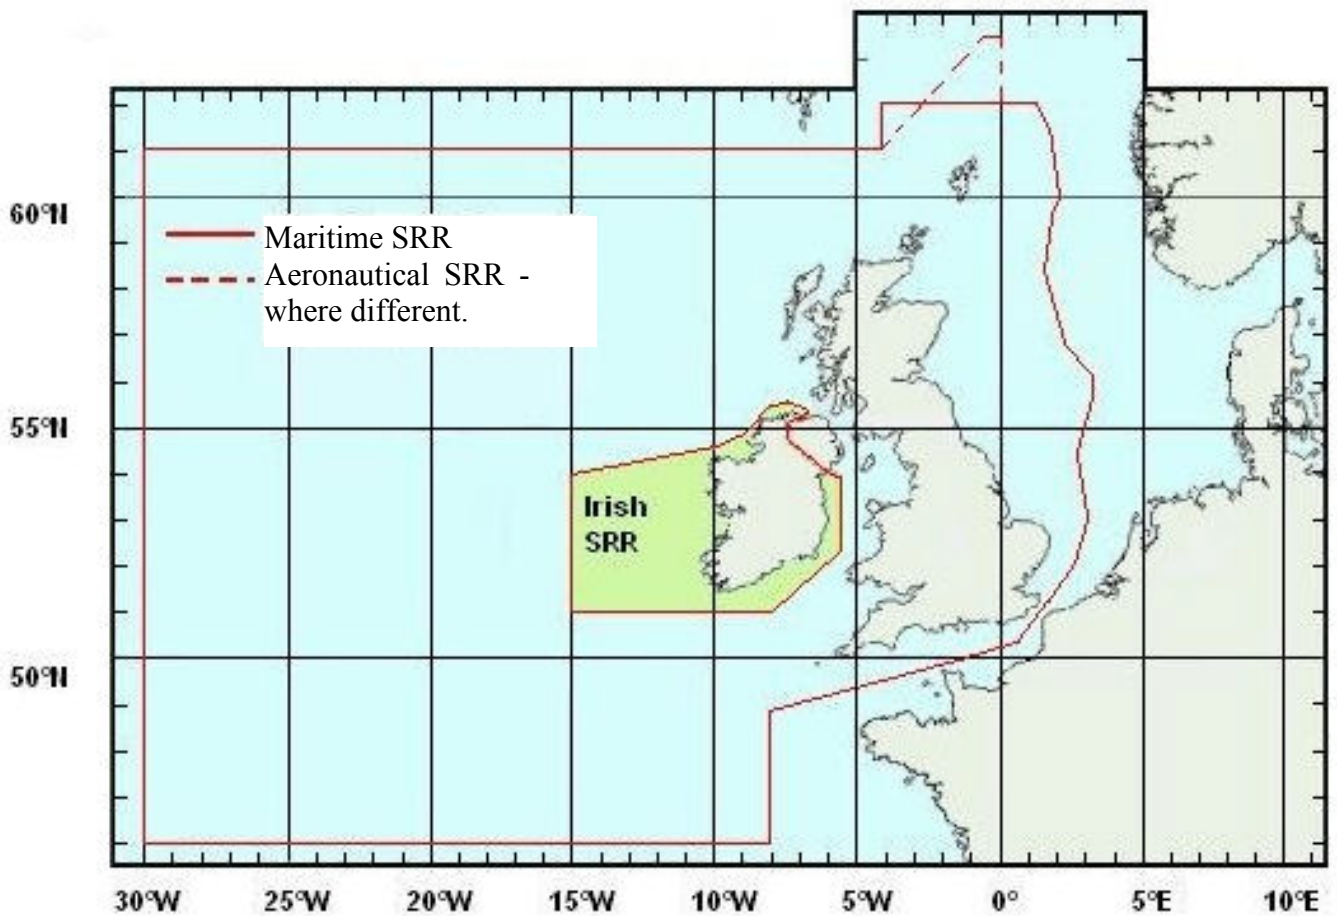 60°N
Maritime SRR
Aeronautical SRR -
where different.
55°N
Irish
SRR
50°N
30°W 25°W 20°W 15°W 10°W 5°W 0° 5°E 10°E